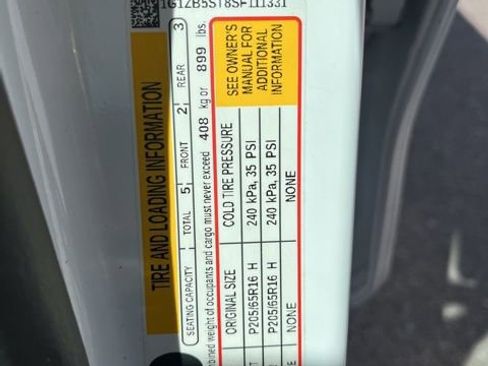 1G1ZB5ST8SF111331
TIRE AND LOADING INFORMATION
SEATING CAPACITY TOTAL 5 FRONT 2 REAR 3
weight of occupants and cargo must never exceed 408 kg or 899 lbs.
ORIGINAL SIZE COLD TIRE PRESSURE SEE OWNER'S MANUAL FOR ADDITIONAL INFORMATION
P205/65R16 H 240 kPa, 35 PSI
P205/65R16 H 240 kPa, 35 PSI
NONE NONE